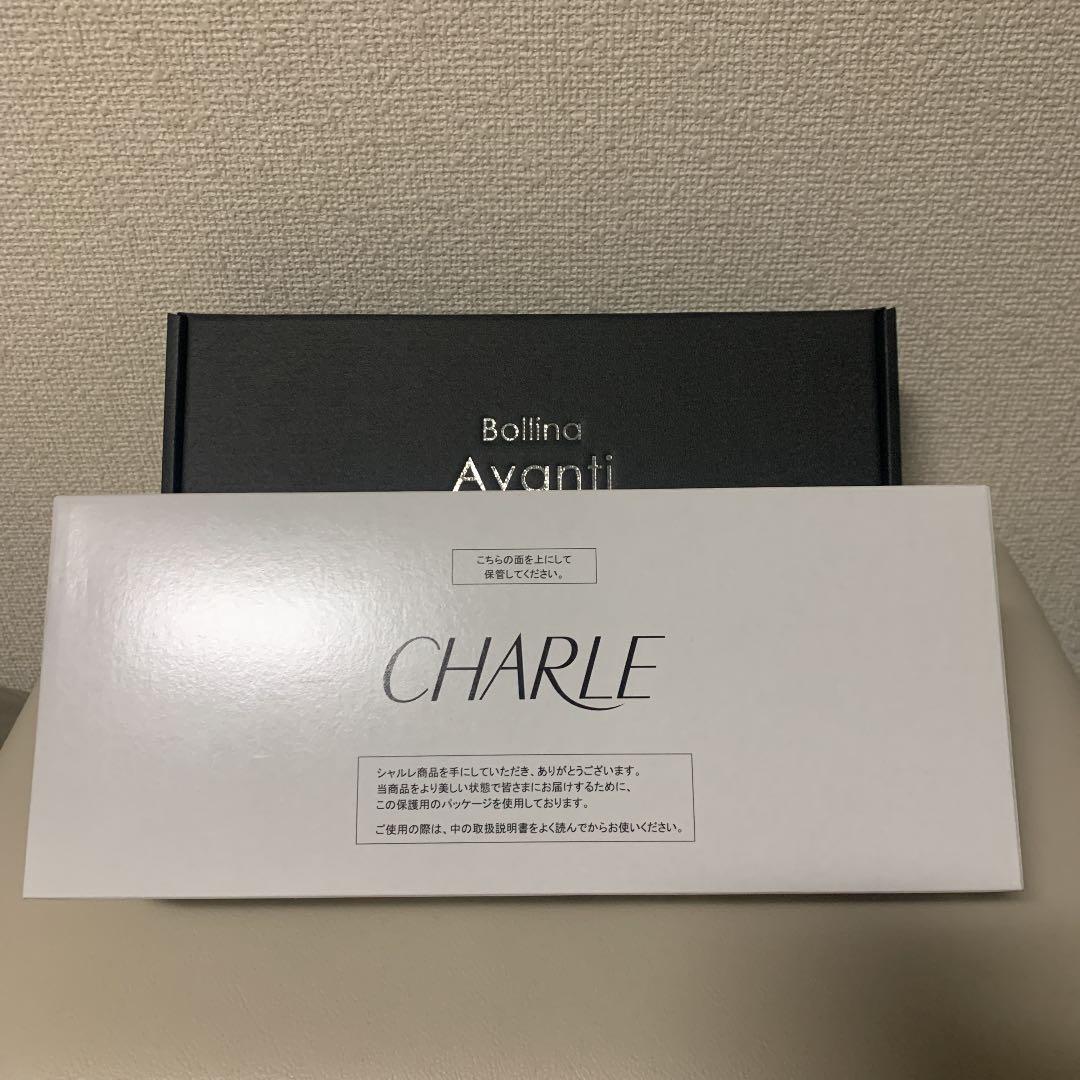 Bollina
Avanti
こちらの面を上にして
保管してください。
CHARLE
シャルレ商品を手にしていただき、ありがとうございます。
当商品をより美しい状態で皆さまにお届けするために、
この保護用のパッケージを使用しております。
ご使用の際は、中の取扱説明書をよく読んでからお使いください。